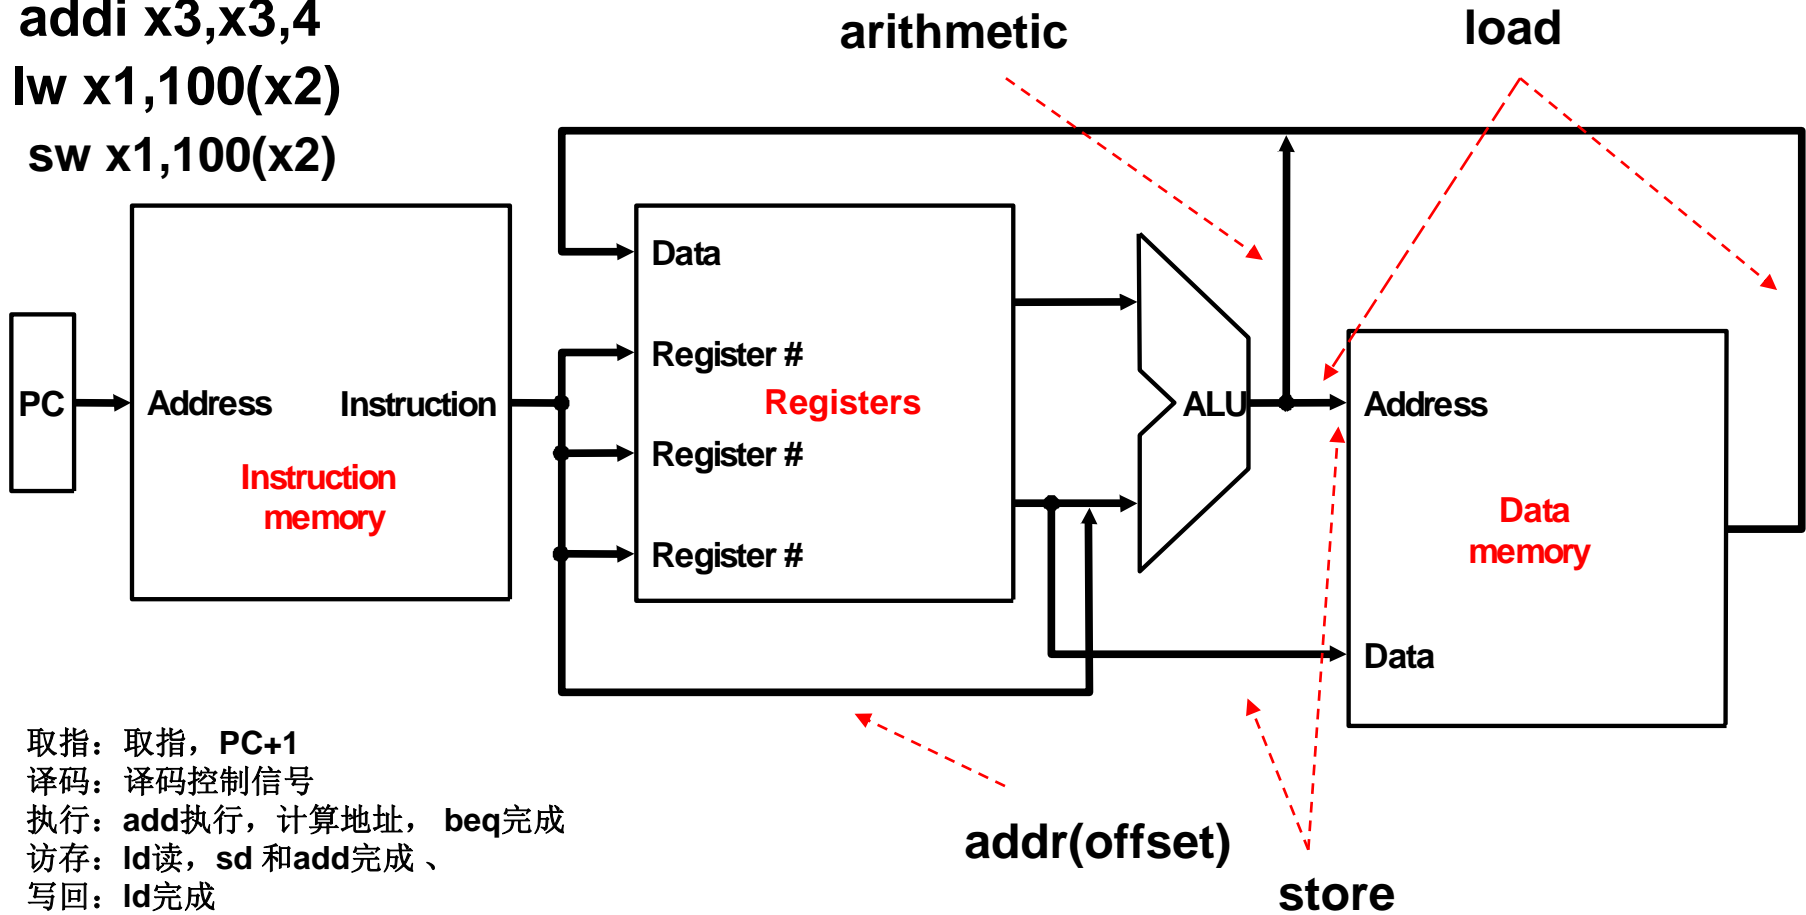 addi x3,x3,4
lw x1,100(x2)
sw x1,100(x2)
arithmetic
load
PC
Address
Instruction
Instruction
memory
Data
Register #
Registers
Register #
Register #
ALU
Address
Data
memory
Data
addr(offset)
store
取指：取指，PC+1
译码：译码控制信号
执行：add执行，计算地址， beq完成
访存：ld读，sd 和add完成 、
写回：ld完成